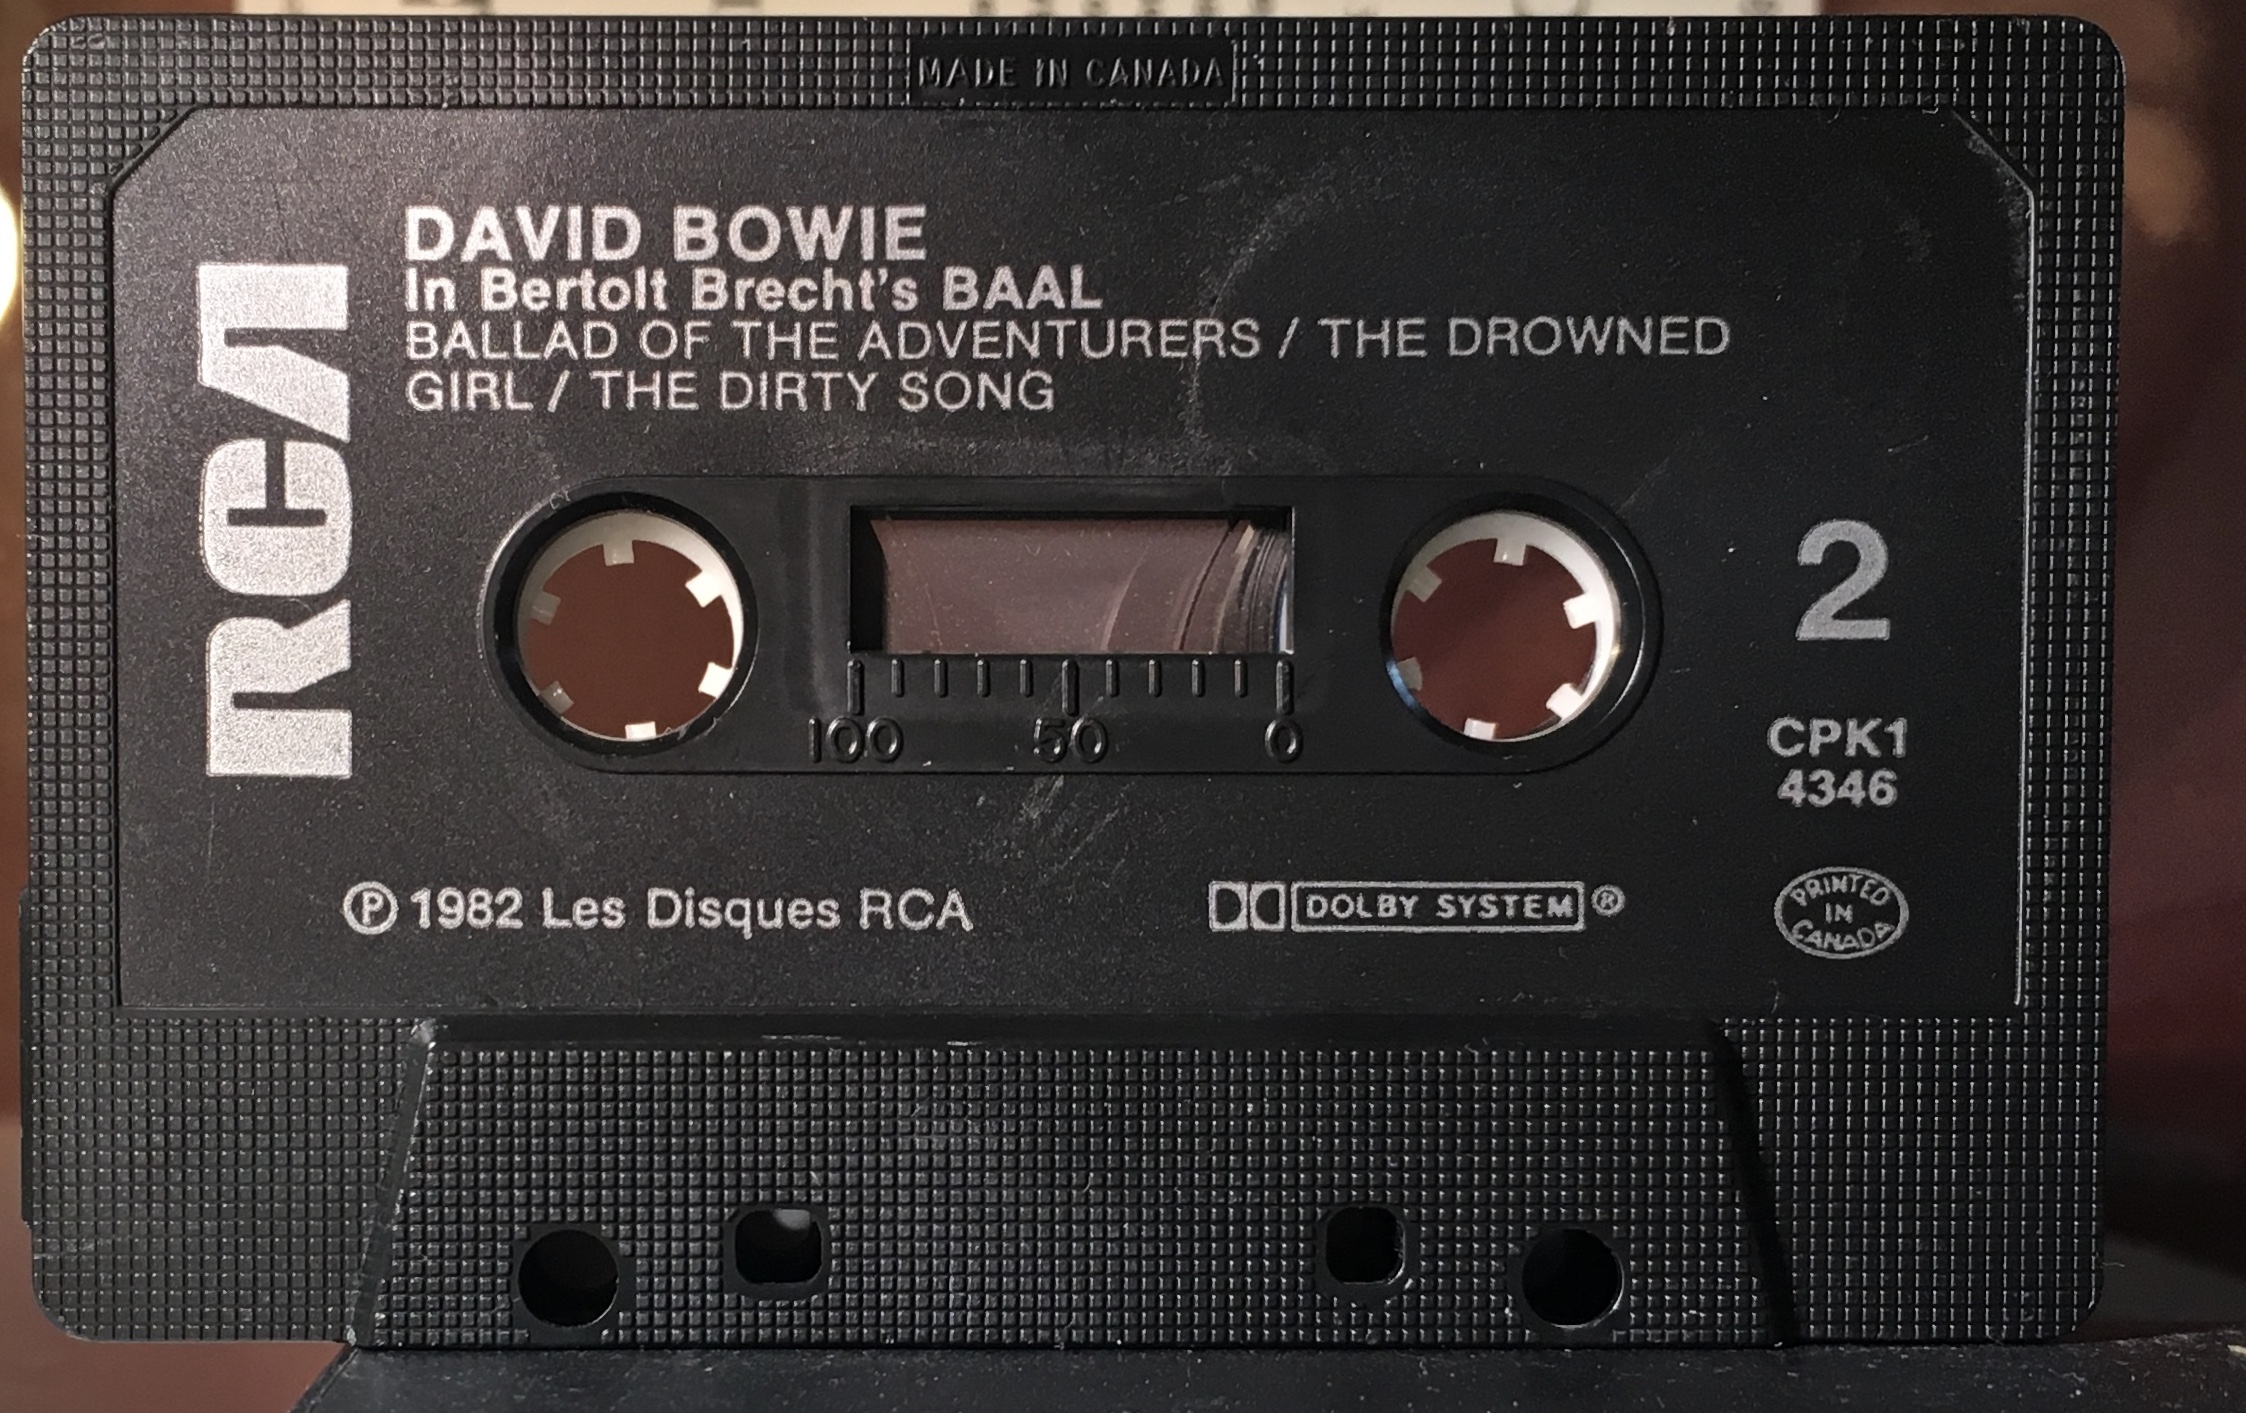 MADE IN CANADA
RCA
DAVID BOWIE
In Bertolt Brecht's BAAL
BALLAD OF THE ADVENTURERS / THE DROWNED
GIRL / THE DIRTY SONG
2
100 50 0
CPK1
4346
℗ 1982 Les Disques RCA
DOLBY SYSTEM®
PRINTED
IN
CANADA